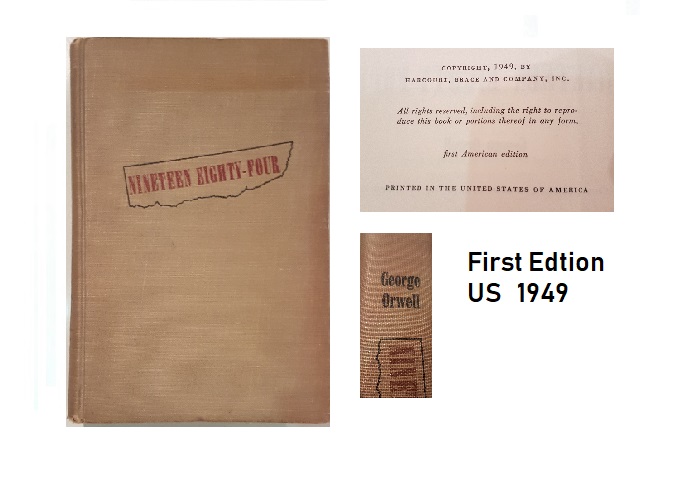 NINETEEN EIGHTY-FOUR
COPYRIGHT, 1949, BY
HARCOURT, BRACE AND COMPANY, INC.
All rights reserved, including the right to repro-
duce this book or portions thereof in any form.
first American edition
PRINTED IN THE UNITED STATES OF AMERICA
George
Orwell
NINE
First Edtion
US 1949